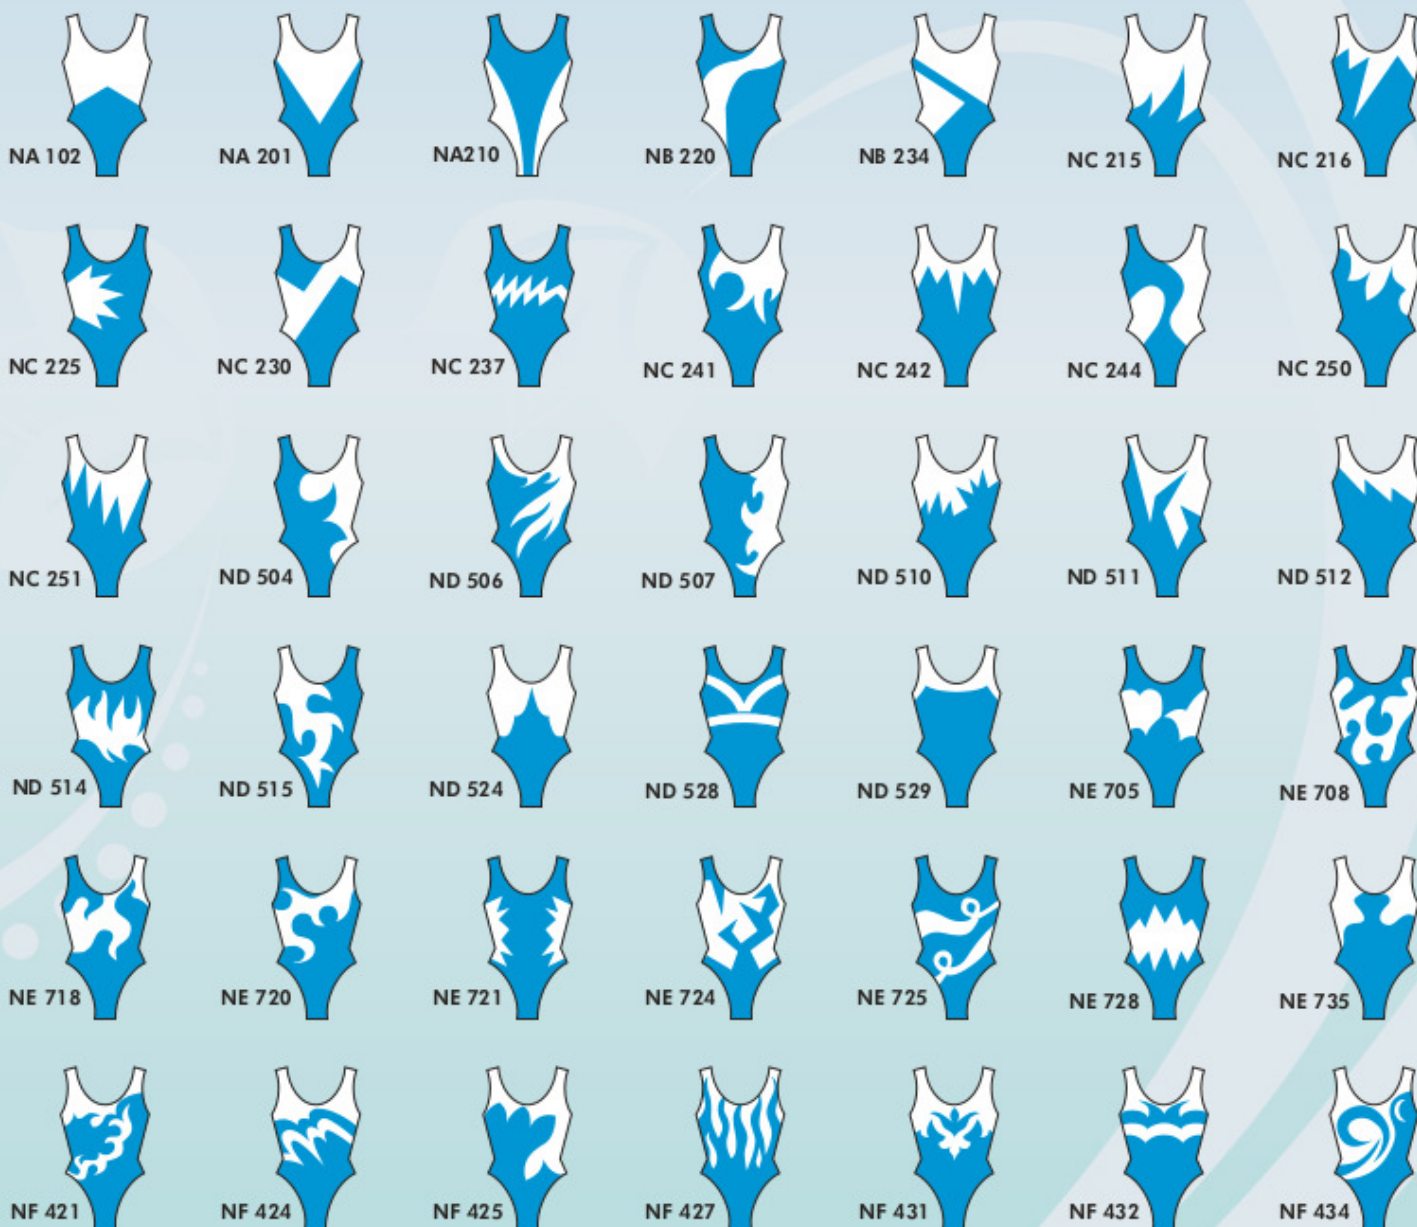 NA 102
NA 201
NA210
NB 220
NB 234
NC 215
NC 216
NC 225
NC 230
NC 237
NC 241
NC 242
NC 244
NC 250
NC 251
ND 504
ND 506
ND 507
ND 510
ND 511
ND 512
ND 514
ND 515
ND 524
ND 528
ND 529
NE 705
NE 708
NE 718
NE 720
NE 721
NE 724
NE 725
NE 728
NE 735
NF 421
NF 424
NF 425
NF 427
NF 431
NF 432
NF 434